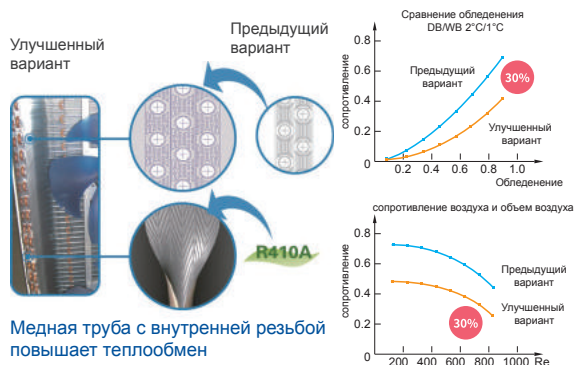 Улучшенный
вариант
Предыдущий
вариант
R410A
Медная труба с внутренней резьбой
повышает теплообмен
Сравнение обледенения
DB/WB 2°C/1°C
сопротивление
0.8
0.6
0.4
0.2
0
Предыдущий
вариант
30%
Улучшенный
вариант
0.2 0.4 0.6 0.8 1.0
Обледенение
сопротивление воздуха и объем воздуха
сопротивление
0.8
0.6
0.4
0.2
0
Предыдущий
вариант
Улучшенный
вариант
30%
200 400 600 800 1000 Re